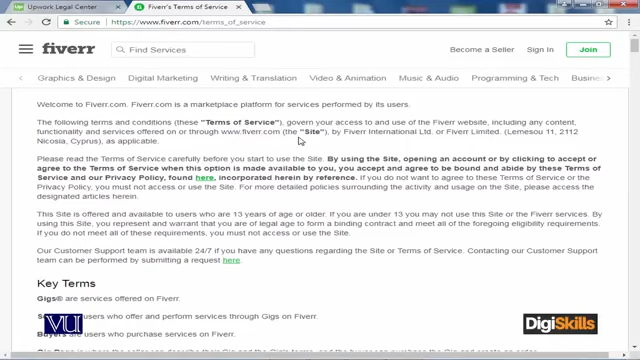 Upwork Legal Center
Fiverr's Terms of Service
Secure
https://www.fiverr.com/terms_of_service
fiverr
Find Services
Become a Seller
Sign In
Join
Graphics & Design
Digital Marketing
Writing & Translation
Video & Animation
Music & Audio
Programming & Tech
Business
Welcome to Fiverr.com. Fiverr.com is a marketplace platform for services performed by its users.
The following terms and conditions (these "Terms of Service"), govern your access to and use of the Fiverr website, including any content,
functionality and services offered on or through www.fiverr.com (the "Site"), by Fiverr International Ltd. or Fiverr Limited, (Lemesou 11, 2112
Nicosia, Cyprus), as applicable.
Please read the Terms of Service carefully before you start to use the Site. By using the Site, opening an account or by clicking to accept or
agree to the Terms of Service when this option is made available to you, you accept and agree to be bound and abide by these Terms of
Service and our Privacy Policy, found here, incorporated herein by reference. If you do not want to agree to these Terms of Service or the
Privacy Policy, you must not access or use the Site. For more detailed policies surrounding the activity and usage on the Site, please access the
designated articles herein.
This Site is offered and available to users who are 13 years of age or older. If you are under 13 you may not use this Site or the Fiverr services. By
using this Site, you represent and warrant that you are of legal age to form a binding contract and meet all of the foregoing eligibility requirements.
If you do not meet all of these requirements, you must not access or use the Site.
Our Customer Support team is available 24/7 if you have any questions regarding the Site or Terms of Service. Contacting our Customer Support
team can be performed by submitting a request here.
Key Terms
Gigs® are services offered on Fiverr.
are users who offer and perform services through Gigs on Fiverr.
Buyers are users who purchase services on Fiverr.
VU
DigiSkills